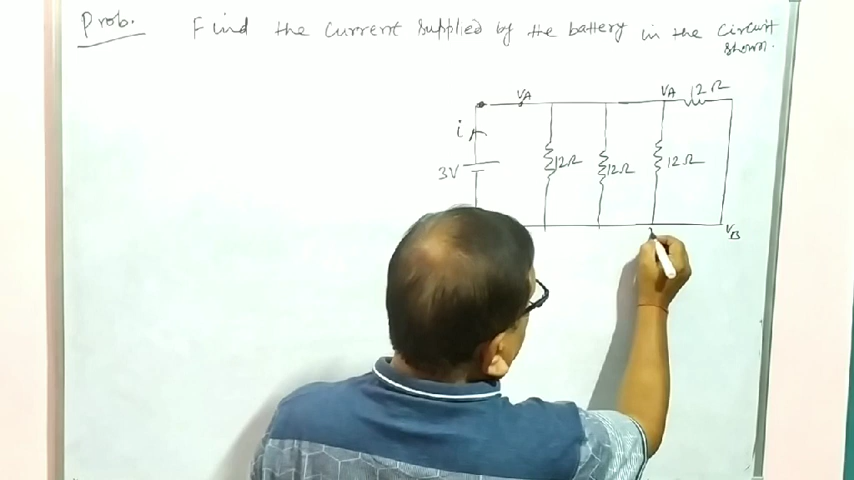 Prob. Find the current supplied by the battery in the circuit
shown.
VA VA 12Ω
i
3V 12Ω 12Ω 12Ω
VB